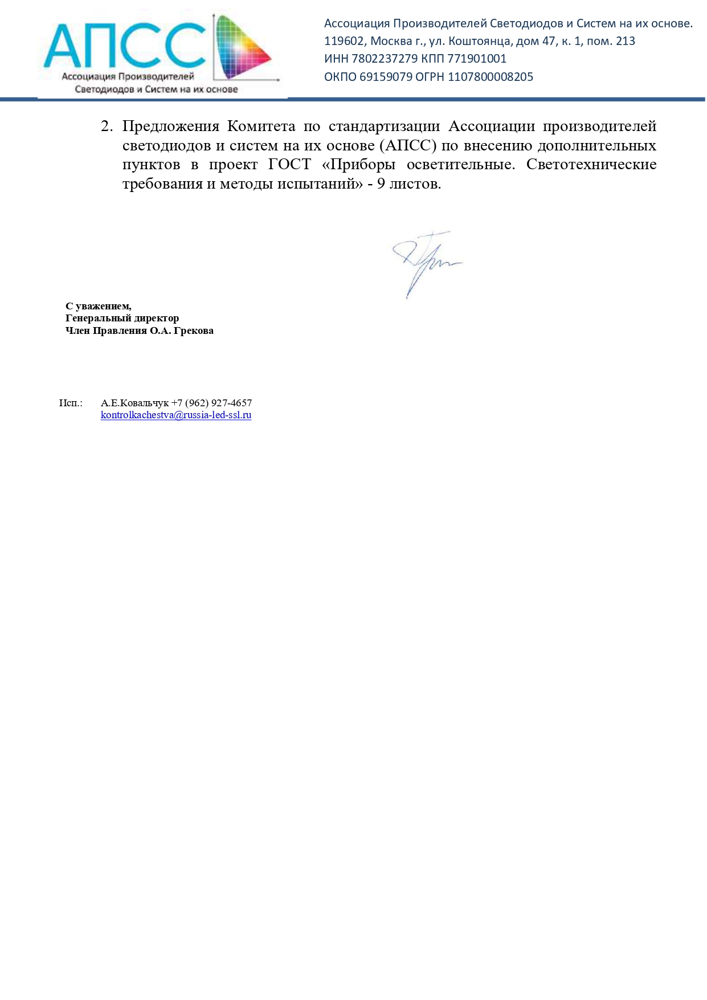 АПСС
Ассоциация Производителей
Светодиодов и Систем на их основе
Ассоциация Производителей Светодиодов и Систем на их основе.
119602, Москва г., ул. Коштоянца, дом 47, к. 1, пом. 213
ИНН 7802237279 КПП 771901001
ОКПО 69159079 ОГРН 1107800008205
2. Предложения Комитета по стандартизации Ассоциации производителей
светодиодов и систем на их основе (АПСС) по внесению дополнительных
пунктов в проект ГОСТ «Приборы осветительные. Светотехнические
требования и методы испытаний» - 9 листов.
С уважением,
Генеральный директор
Член Правления О.А. Грекова
Исп.: А.Е.Ковальчук +7 (962) 927-4657
kontrolkachestva@russia-led-ssl.ru